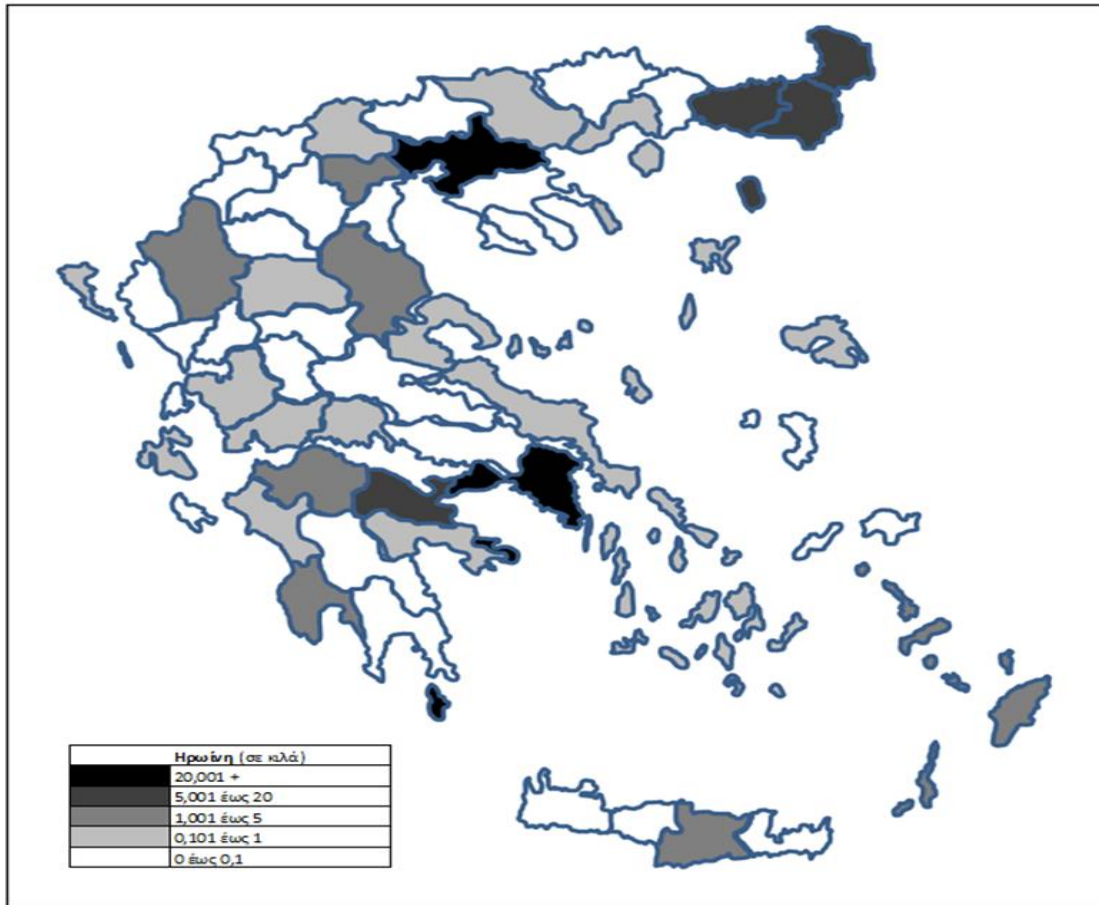 Ηρωίνη (σε κιλά)
20,001 +
5,001 έως 20
1,001 έως 5
0,101 έως 1
0 έως 0,1